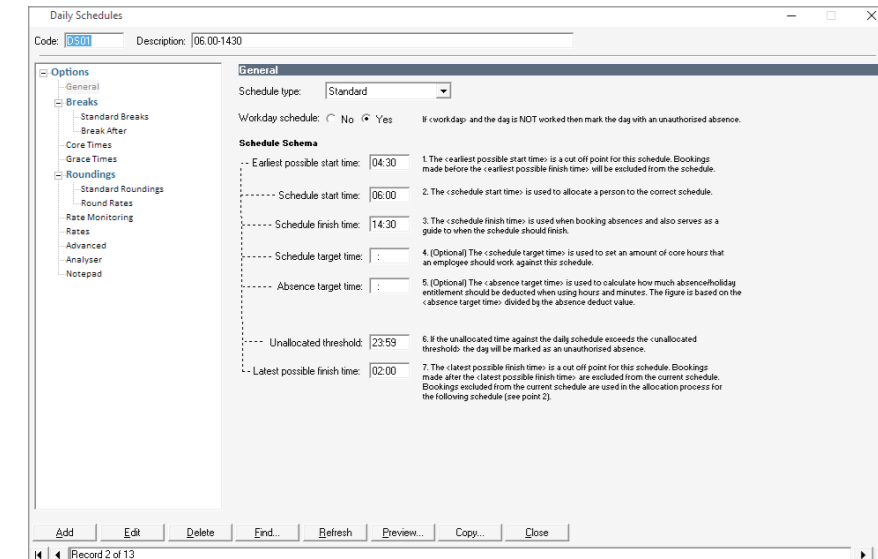 Daily Schedules
Code: DS01 Description: 06.00-1430
Options
General
Breaks
Standard Breaks
Break After
Core Times
Grace Times
Roundings
Standard Roundings
Round Rates
Rate Monitoring
Rates
Advanced
Analyser
Notepad
General
Schedule type: Standard
Workday schedule: No Yes If <workday> and the day is NOT worked then mark the day with an unauthorised absence.
Schedule Schema
Earliest possible start time: 04:30
1. The <earliest possible start time> is a cut off point for this schedule. Bookings
made before the <earliest possible finish time> will be excluded from the schedule.
Schedule start time: 06:00 2. The <schedule start time> is used to allocate a person to the correct schedule.
Schedule finish time: 14:30
3. The <schedule finish time> is used when booking absences and also serves as a
guide to when the schedule should finish.
Schedule target time: :
4. (Optional) The <schedule target time> is used to set an amount of core hours that
an employee should work against this schedule.
Absence target time: :
5. (Optional) The <absence target time> is used to calculate how much absence/holiday
entitlement should be deducted when using hours and minutes. The figure is based on the
<absence target time> divided by the absence deduct value.
Unallocated threshold: 23:59
6. If the unallocated time against the daily schedule exceeds the <unallocated
threshold> the day will be marked as an unauthorised absence.
Latest possible finish time: 02:00
7. The <latest possible finish time> is a cut off point for this schedule. Bookings
made after the <latest possible finish time> are excluded from the current schedule.
Bookings excluded from the current schedule are used in the allocation process for
the following schedule (see point 2).
Add Edit Delete Find... Refresh Preview... Copy... Close
Record 2 of 13